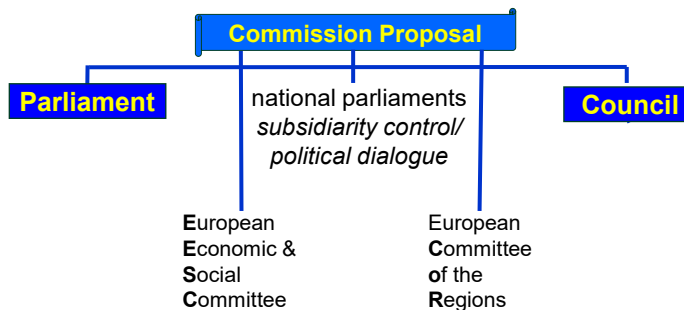 Commission Proposal
Parliament
national parliaments
subsidiarity control/
political dialogue
Council
European
Economic &
Social
Committee
European
Committee
of the
Regions